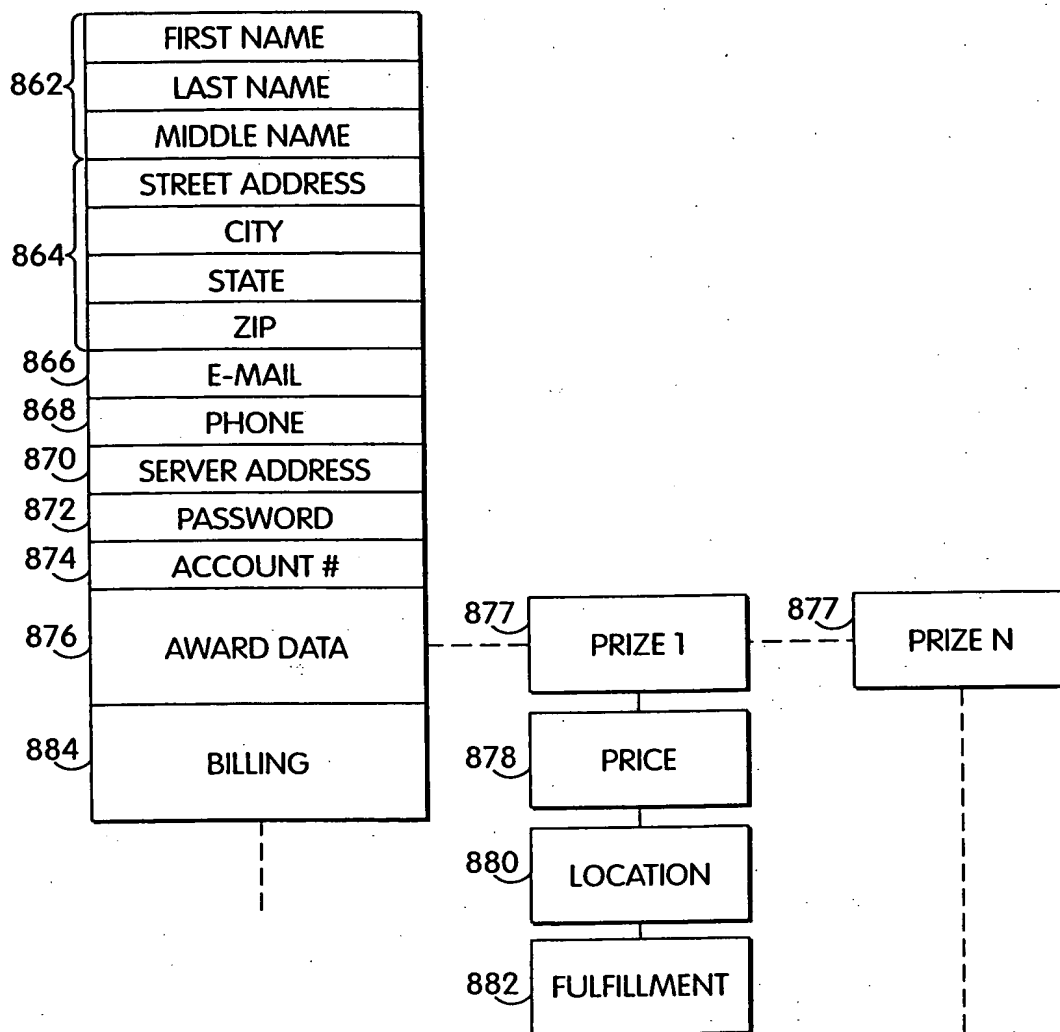 FIRST NAME
862
LAST NAME
MIDDLE NAME
STREET ADDRESS
CITY
864
STATE
ZIP
866
E-MAIL
868
PHONE
870
SERVER ADDRESS
872
PASSWORD
874
ACCOUNT #
876
AWARD DATA
877
PRIZE 1
877
PRIZE N
884
BILLING
878
PRICE
880
LOCATION
882
FULFILLMENT